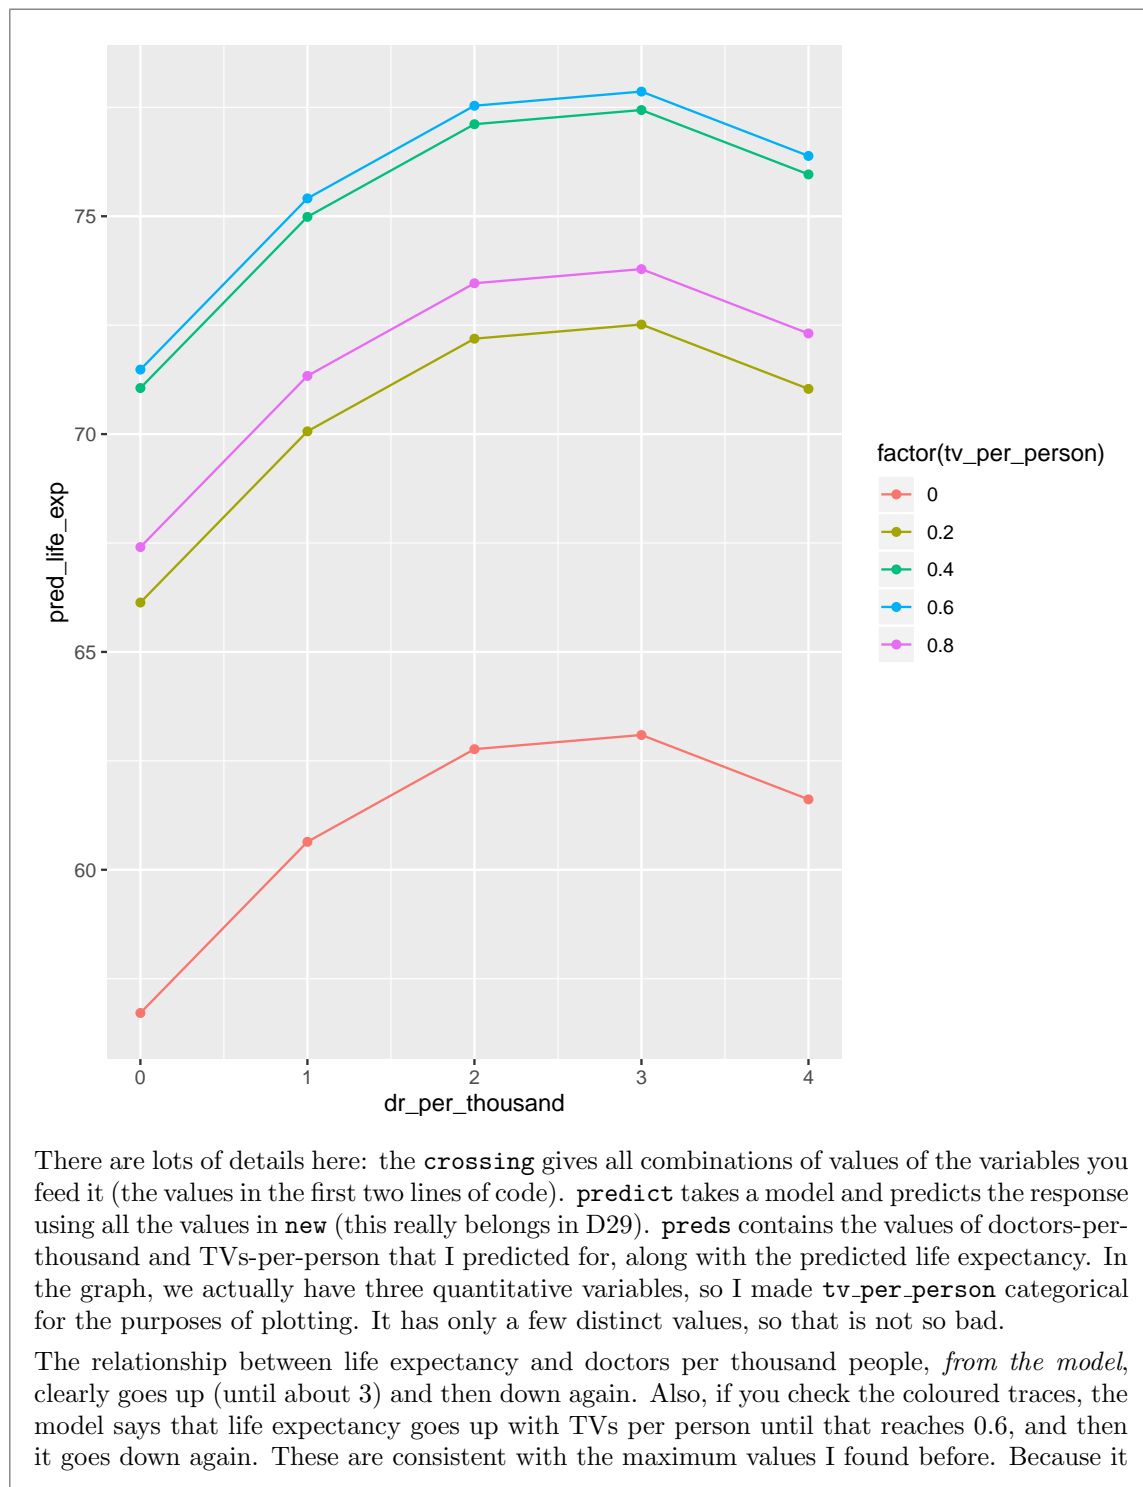 75
70
65
60
pred_life_exp
0 1 2 3 4
dr_per_thousand
factor(tv_per_person)
0
0.2
0.4
0.6
0.8
There are lots of details here: the crossing gives all combinations of values of the variables you
feed it (the values in the first two lines of code). predict takes a model and predicts the response
using all the values in new (this really belongs in D29). preds contains the values of doctors-per-
thousand and TVs-per-person that I predicted for, along with the predicted life expectancy. In
the graph, we actually have three quantitative variables, so I made tv_per_person categorical
for the purposes of plotting. It has only a few distinct values, so that is not so bad.
The relationship between life expectancy and doctors per thousand people, from the model,
clearly goes up (until about 3) and then down again. Also, if you check the coloured traces, the
model says that life expectancy goes up with TVs per person until that reaches 0.6, and then
it goes down again. These are consistent with the maximum values I found before. Because it